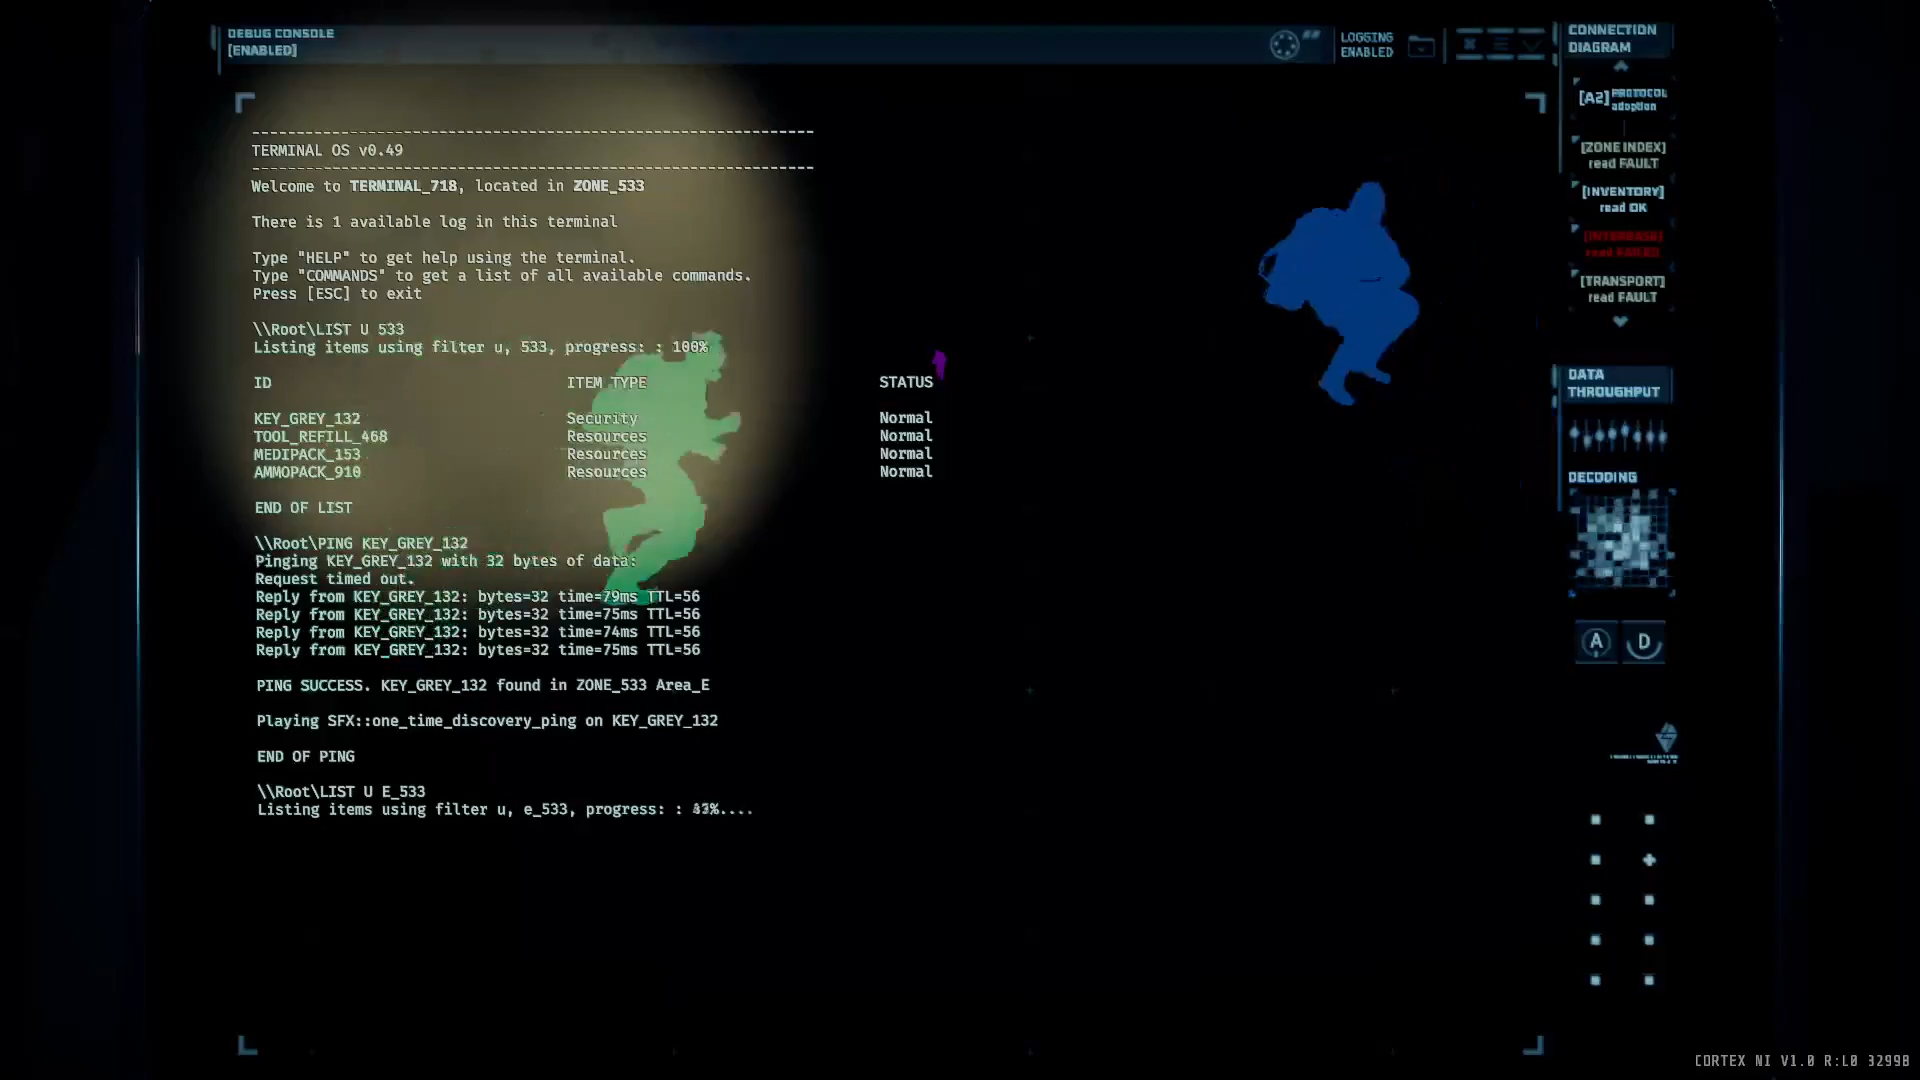 DEBUG CONSOLE
[ENABLED]
LOGGING
ENABLED
TERMINAL OS v0.49
Welcome to TERMINAL_718, located in ZONE_533
There is 1 available log in this terminal
Type "HELP" to get help using the terminal.
Type "COMMANDS" to get a list of all available commands.
Press [ESC] to exit
\\Root\LIST U 533
Listing items using filter u, 533, progress: : 100%
ID ITEM TYPE STATUS
KEY_GREY_132 Security Normal
TOOL_REFILL_468 Resources Normal
MEDIPACK_153 Resources Normal
AMMOPACK_910 Resources Normal
END OF LIST
\\Root\PING KEY_GREY_132
Pinging KEY_GREY_132 with 32 bytes of data:
Request timed out.
Reply from KEY_GREY_132: bytes=32 time=79ms TTL=56
Reply from KEY_GREY_132: bytes=32 time=75ms TTL=56
Reply from KEY_GREY_132: bytes=32 time=74ms TTL=56
Reply from KEY_GREY_132: bytes=32 time=75ms TTL=56
PING SUCCESS. KEY_GREY_132 found in ZONE_533 Area_E
Playing SFX::one_time_discovery_ping on KEY_GREY_132
END OF PING
\\Root\LIST U E_533
Listing items using filter u, e_533, progress: :
CONNECTION
DIAGRAM
[A2] PROTOCOL
adoption
[ZONE INDEX]
read FAULT
[INVENTORY]
read OK
[INTERBASE]
read FAILED
[TRANSPORT]
read FAULT
DATA
THROUGHPUT
DECODING
A D
CORTEX NI V1.0 R:L0 32998